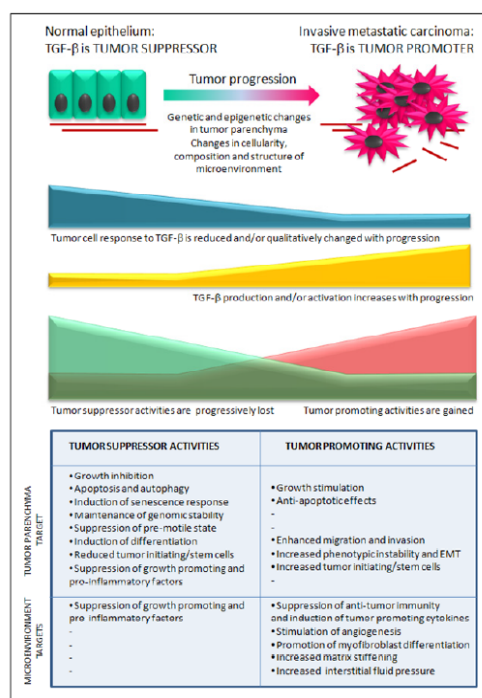 Normal epithelium:
TGF-β is TUMOR SUPPRESSOR
Invasive metastatic carcinoma:
TGF-β is TUMOR PROMOTER
Tumor progression
Genetic and epigenetic changes
in tumor parenchyma
Changes in cellularity,
composition and structure of
microenvironment
Tumor cell response to TGF-β is reduced and/or qualitatively changed with progression
TGF-β production and/or activation increases with progression
Tumor suppressor activities are progressively lost
Tumor promoting activities are gained
TUMOR SUPPRESSOR ACTIVITIES
TUMOR PROMOTING ACTIVITIES
TUMOR PARENCHYMA
TARGET
• Growth inhibition
• Apoptosis and autophagy
• Induction of senescence response
• Maintenance of genomic stability
• Suppression of pre-motile state
• Induction of differentiation
• Reduced tumor initiating/stem cells
• Suppression of growth promoting and
pro-inflammatory factors
• Growth stimulation
• Anti-apoptotic effects
-
-
• Enhanced migration and invasion
• Increased phenotypic instability and EMT
• Increased tumor initiating/stem cells
-
MICROENVIRONMENT
TARGETS
• Suppression of growth promoting and
pro inflammatory factors
-
-
-
-
• Suppression of anti-tumor immunity
and induction of tumor promoting cytokines
• Stimulation of angiogenesis
• Promotion of myofibroblast differentiation
• Increased matrix stiffening
• Increased interstitial fluid pressure